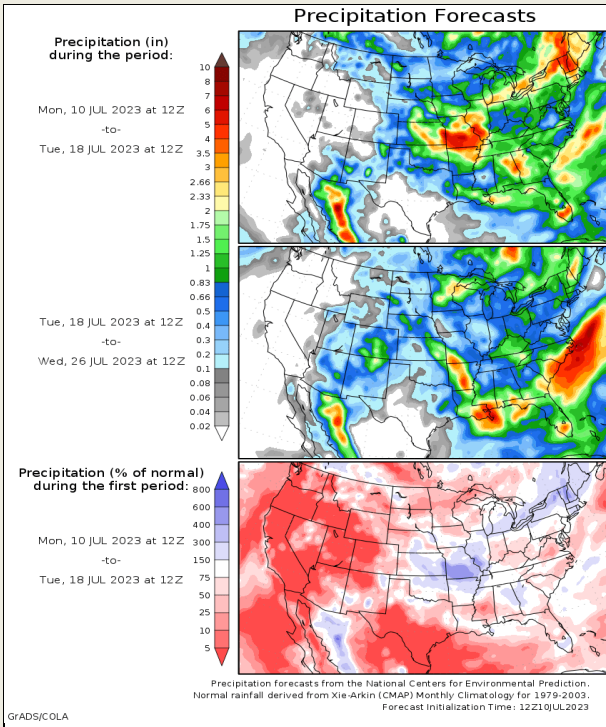 Precipitation Forecasts
Precipitation (in)
during the period:
Mon, 10 JUL 2023 at 12Z
-to-
Tue, 18 JUL 2023 at 12Z
10
8
7
6
5
4
3.5
3
2.66
2.33
2
1.75
1.5
1.25
1
0.83
0.66
0.5
0.4
0.3
0.2
0.1
0.08
0.06
0.04
0.02
Tue, 18 JUL 2023 at 12Z
-to-
Wed, 26 JUL 2023 at 12Z
Precipitation (% of normal)
during the first period:
Mon, 10 JUL 2023 at 12Z
-to-
Tue, 18 JUL 2023 at 12Z
800
600
400
300
150
75
50
25
10
5
Precipitation forecasts from the National Centers for Environmental Prediction.
Normal rainfall derived from Xie-Arkin (CMAP) Monthly Climatology for 1979-2003.
Forecast Initialization Time: 12Z10JUL2023
GrADS/COLA